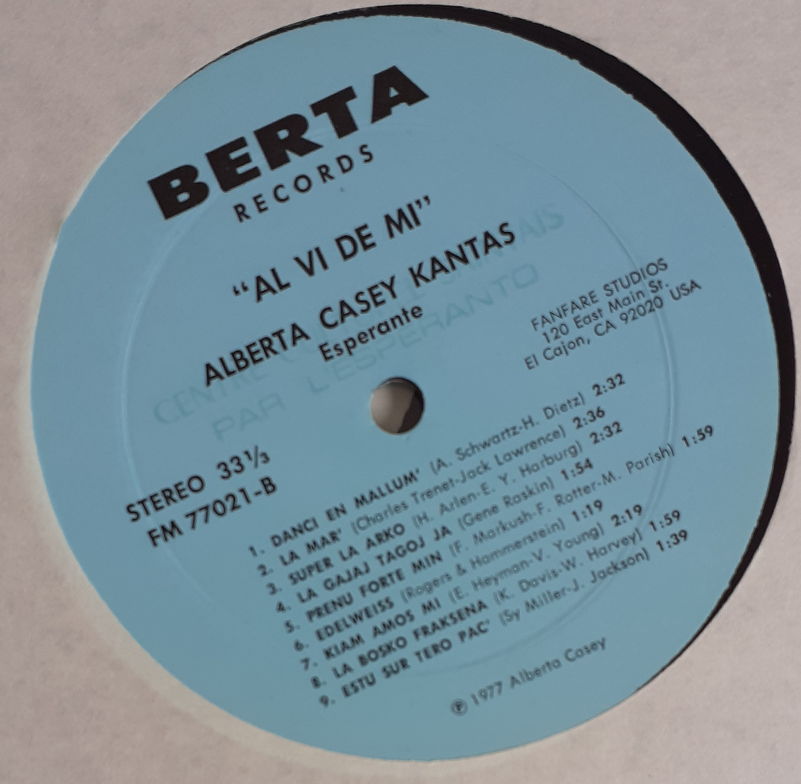 BERTA
RECORDS
"AL VI DE MI"
ALBERTA CASEY KANTAS
Esperante
CENTRE
PAR L'ESPERANTO
FANFARE STUDIOS
120 East Main St.
El Cajon, CA 92020 USA
STEREO 33⅓
FM 77021-B
1. DANCI EN MALLUM' (A. Schwartz-H. Dietz) 2:32
2. LA MAR' (Charles Trenet-Jack Lawrence) 2:36
3. SUPER LA ARKO (H. Arlen-E. Y. Harburg) 2:32
4. LA GAJAJ TAGOJ JA (Gene Raskin) 1:54
5. PRENU FORTE MIN (F. Markush-F. Rotter-M. Parish) 1:59
6. EDELWEISS (Rogers & Hammerstein) 1:19
7. KIAM AMOS MI (E. Heyman-V. Young) 2:19
8. LA BOSKO FRAKSENA (K. Davis-W. Harvey) 1:59
9. ESTU SUR TERO PAC' (Sy Miller-J. Jackson) 1:39
℗ 1977 Alberta Casey